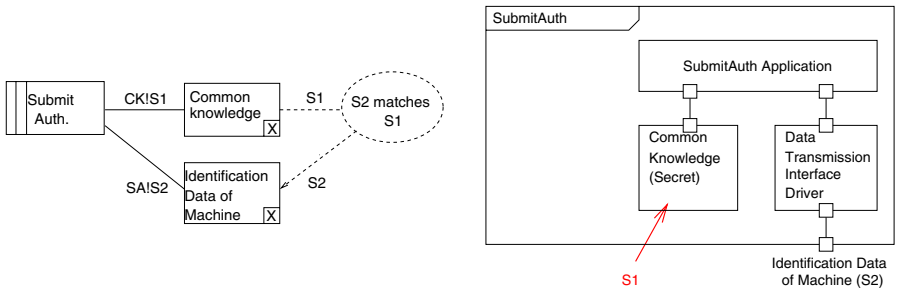 Submit
Auth.
CK!S1
Common
knowledge
X
S1
S2 matches
S1
SA!S2
Identification
Data of
Machine
X
S2
SubmitAuth
SubmitAuth Application
Common
Knowledge
(Secret)
Data
Transmission
Interface
Driver
S1
Identification Data
of Machine (S2)